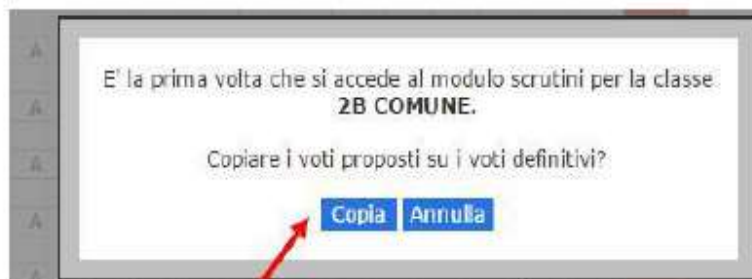 E' la prima volta che si accede al modulo scrutini per la classe
2B COMUNE.
Copiare i voti proposti su i voti definitivi?
Copia Annulla
A
A
A
A